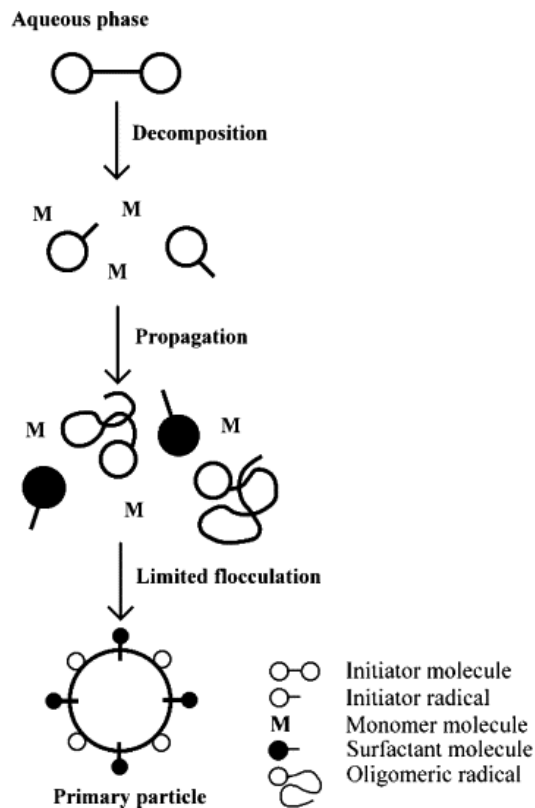 Aqueous phase
Decomposition
M
M
M
Propagation
M
M
M
Limited flocculation
Initiator molecule
Initiator radical
M Monomer molecule
Surfactant molecule
Oligomeric radical
Primary particle